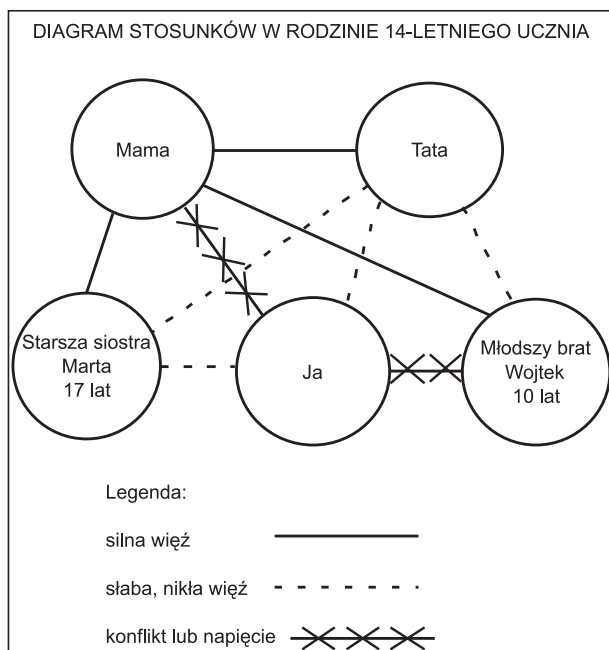 DIAGRAM STOSUNKÓW W RODZINIE 14-LETNIEGO UCZNIA
Mama
Tata
Starsza siostra
Marta
17 lat
Ja
Młodszy brat
Wojtek
10 lat
Legenda:
silna więź
słaba, nikła więź
konflikt lub napięcie